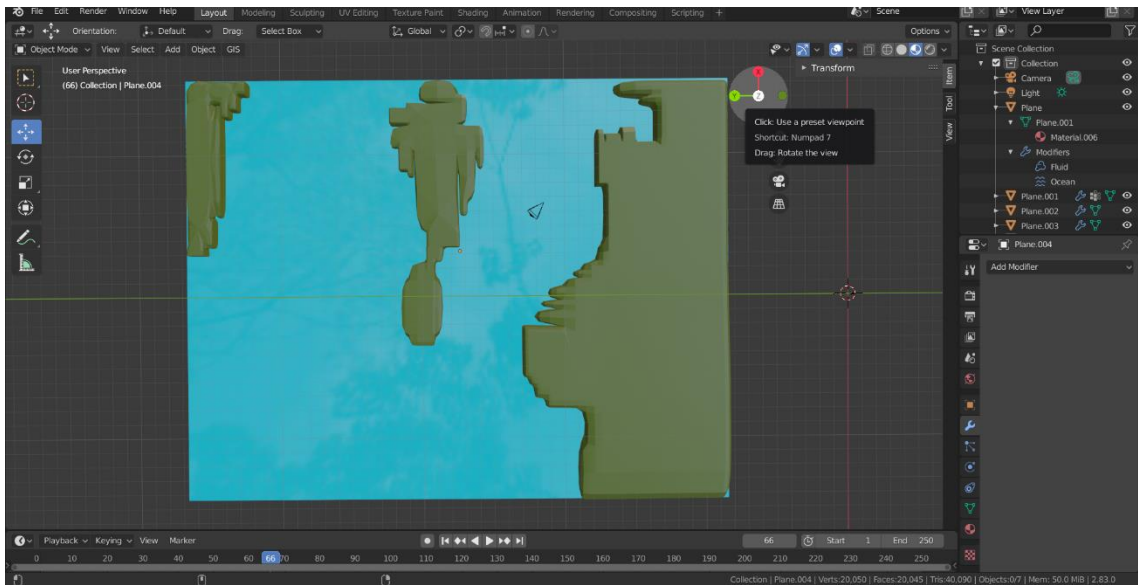 File Edit Render Window Help Layout Modeling Sculpting UV Editing Texture Paint Shading Animation Rendering Compositing Scripting + Scene View Layer
Orientation: Default Drag: Select Box Global Options
Object Mode View Select Add Object GIS
User Perspective
(66) Collection | Plane.004
Transform
Item
Tool
View
X
Y
Z
Click: Use a preset viewpoint
Shortcut: Numpad 7
Drag: Rotate the view
Scene Collection
Collection
Camera
Light
Plane
Plane.001
Material.006
Modifiers
Fluid
Ocean
Plane.001
Plane.002
Plane.003
Plane.004
Add Modifier
Playback Keying View Marker 66 Start 1 End 250
0 10 20 30 40 50 60 66 70 80 90 100 110 120 130 140 150 160 170 180 190 200 210 220 230 240 250
Collection | Plane.004 | Verts:20,050 | Faces:20,045 | Tris:40,090 | Objects:0/7 | Mem: 50.0 MiB | 2.83.0